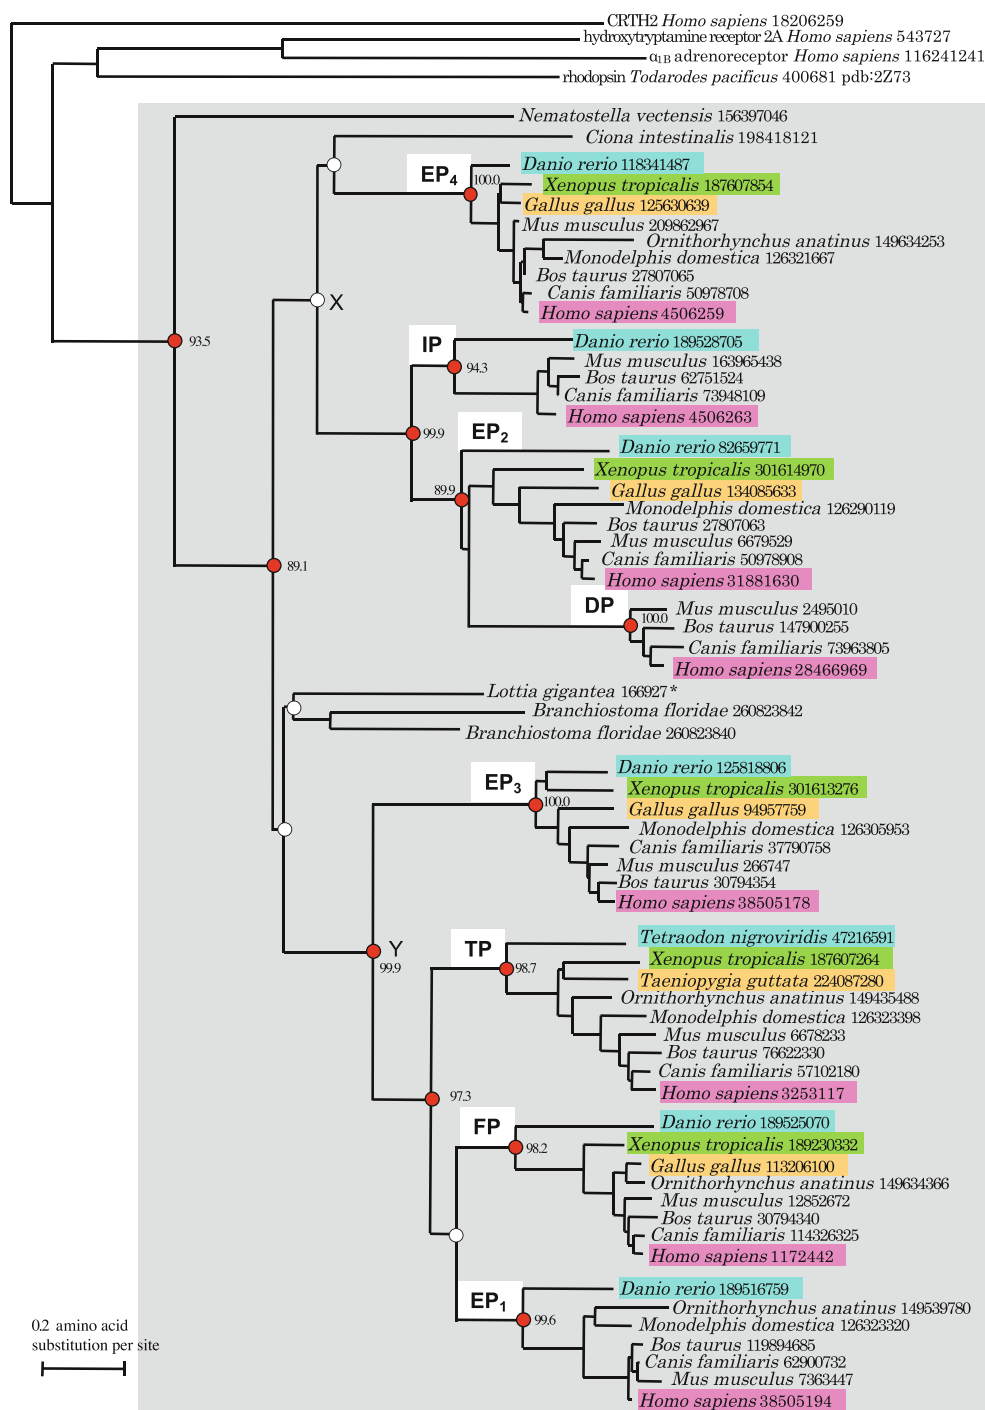 CRTH2 Homo sapiens 18206259
hydroxytryptamine receptor 2A Homo sapiens 543727
α1B adrenoreceptor Homo sapiens 116241241
rhodopsin Todarodes pacificus 400681 pdb:2Z73
Nematostella vectensis 156397046
Ciona intestinalis 198418121
EP4
100.0
Danio rerio 118341487
Xenopus tropicalis 187607854
Gallus gallus 125630639
Mus musculus 209862967
Ornithorhynchus anatinus 149634253
Monodelphis domestica 126321667
Bos taurus 27807065
Canis familiaris 50978708
Homo sapiens 4506259
X
93.5
IP
94.3
Danio rerio 189528705
Mus musculus 163965438
Bos taurus 62751524
Canis familiaris 73948109
Homo sapiens 4506263
99.9
EP2
89.9
Danio rerio 82659771
Xenopus tropicalis 301614970
Gallus gallus 134085633
Monodelphis domestica 126290119
Bos taurus 27807063
Mus musculus 6679529
Canis familiaris 50978908
Homo sapiens 31881630
89.1
DP
100.0
Mus musculus 2495010
Bos taurus 147900255
Canis familiaris 73963805
Homo sapiens 28466969
Lottia gigantea 166927*
Branchiostoma floridae 260823842
Branchiostoma floridae 260823840
EP3
100.0
Danio rerio 125818806
Xenopus tropicalis 301613276
Gallus gallus 94957759
Monodelphis domestica 126305953
Canis familiaris 37790758
Mus musculus 266747
Bos taurus 30794354
Homo sapiens 38505178
Y
99.9
TP
98.7
Tetraodon nigroviridis 47216591
Xenopus tropicalis 187607264
Taeniopygia guttata 224087280
Ornithorhynchus anatinus 149435488
Monodelphis domestica 126323398
Mus musculus 6678233
Bos taurus 76622330
Canis familiaris 57102180
Homo sapiens 3253117
97.3
FP
98.2
Danio rerio 189525070
Xenopus tropicalis 189230332
Gallus gallus 113206100
Ornithorhynchus anatinus 149634366
Mus musculus 12852672
Bos taurus 30794340
Canis familiaris 114326325
Homo sapiens 1172442
EP1
99.6
Danio rerio 189516759
Ornithorhynchus anatinus 149539780
Monodelphis domestica 126323320
Bos taurus 119894685
Canis familiaris 62900732
Mus musculus 7363447
Homo sapiens 38505194
0.2 amino acid
substitution per site